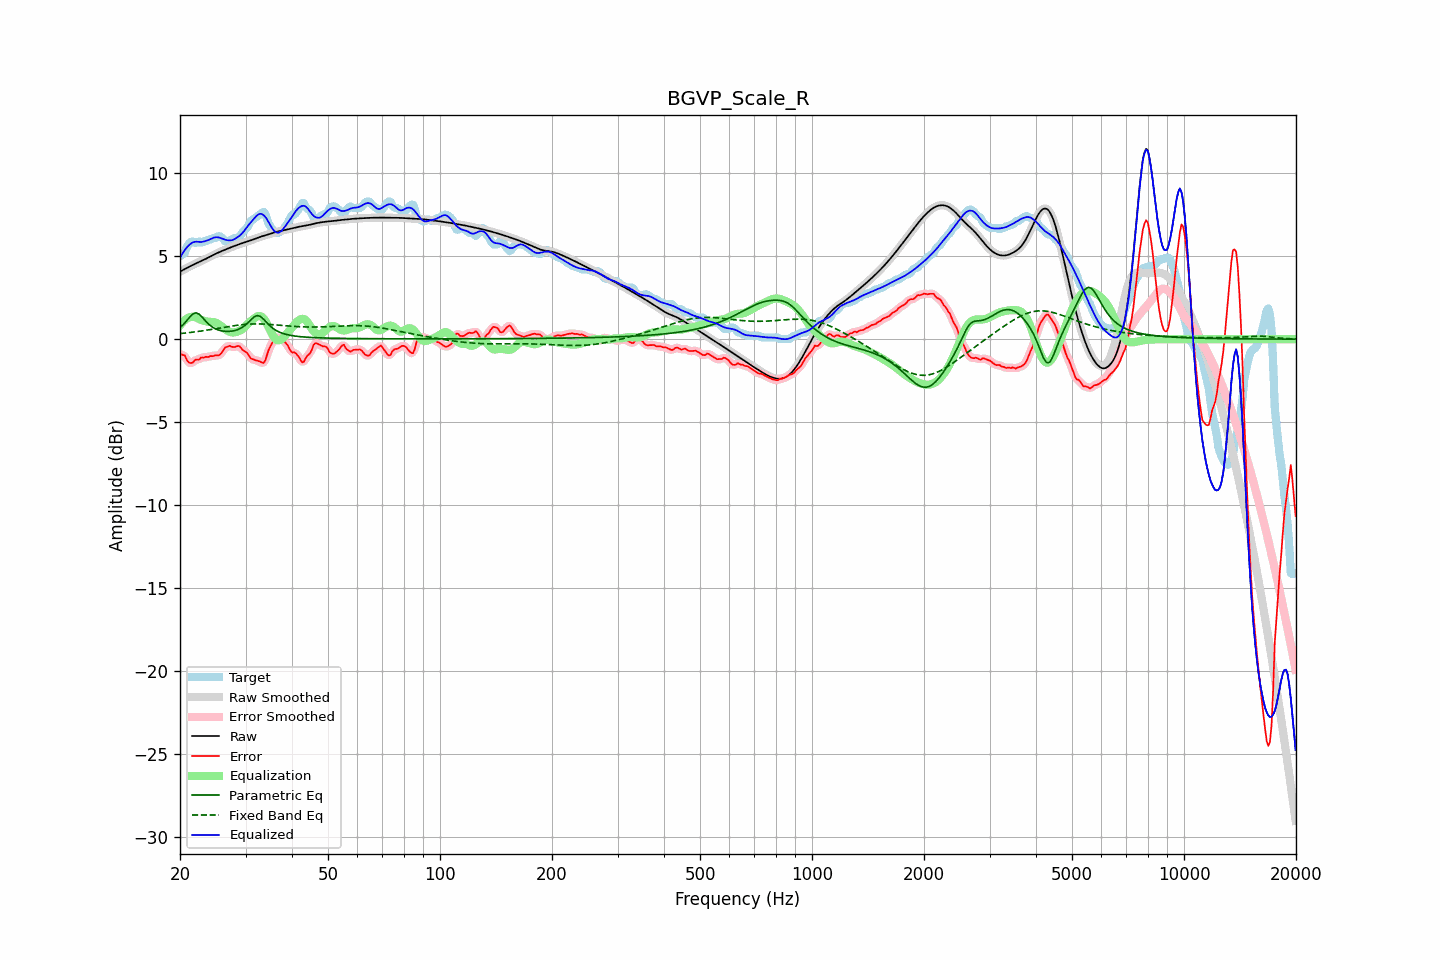 BGVP_Scale_R
Amplitude (dBr)
10
5
0
−5
−10
−15
−20
−25
−30
Target
Raw Smoothed
Error Smoothed
Raw
Error
Equalization
Parametric Eq
Fixed Band Eq
Equalized
20 50 100 200 500 1000 2000 5000 10000 20000
Frequency (Hz)